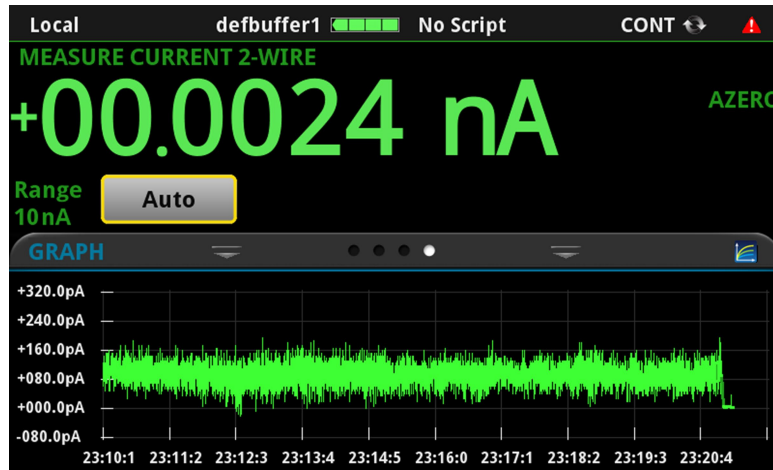 Local defbuffer1 No Script CONT
MEASURE CURRENT 2-WIRE
+00.0024 nA
AZERO
Range
10 nA
Auto
GRAPH
+320.0pA
+240.0pA
+160.0pA
+080.0pA
+000.0pA
-080.0pA
23:10:1 23:11:2 23:12:3 23:13:4 23:14:5 23:16:0 23:17:1 23:18:2 23:19:3 23:20:4